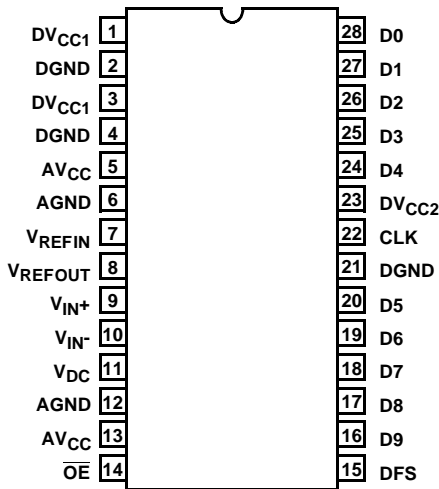 DVCC1 1 28 D0
DGND 2 27 D1
DVCC1 3 26 D2
DGND 4 25 D3
AVCC 5 24 D4
AGND 6 23 DVCC2
VREFIN 7 22 CLK
VREFOUT 8 21 DGND
VIN+ 9 20 D5
VIN- 10 19 D6
VDC 11 18 D7
AGND 12 17 D8
AVCC 13 16 D9
O̅E̅ 14 15 DFS